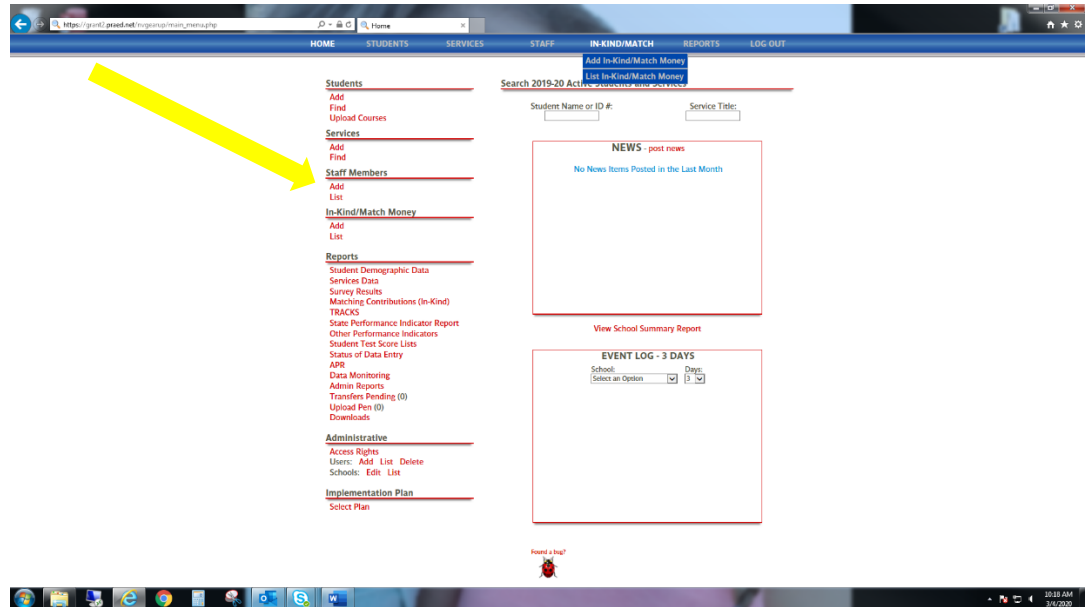 https://grant2.praed.net/nvgearup/main_menu.php
Home
HOME STUDENTS SERVICES STAFF IN-KIND/MATCH REPORTS LOG OUT
Add In-Kind/Match Money
List In-Kind/Match Money
Students
Add
Find
Upload Courses
Services
Add
Find
Staff Members
Add
List
In-Kind/Match Money
Add
List
Reports
Student Demographic Data
Services Data
Survey Results
Matching Contributions (In-Kind)
TRACKS
State Performance Indicator Report
Other Performance Indicators
Student Test Score Lists
Status of Data Entry
APR
Data Monitoring
Admin Reports
Transfers Pending (0)
Upload Pen (0)
Downloads
Administrative
Access Rights
Users: Add List Delete
Schools: Edit List
Implementation Plan
Select Plan
Search 2019-20 Active Students and Services
Student Name or ID #: Service Title:
NEWS - post news
No News Items Posted in the Last Month
View School Summary Report
EVENT LOG - 3 DAYS
School: Days:
Select an Option 3
Found a bug?
10:18 AM
3/4/2020